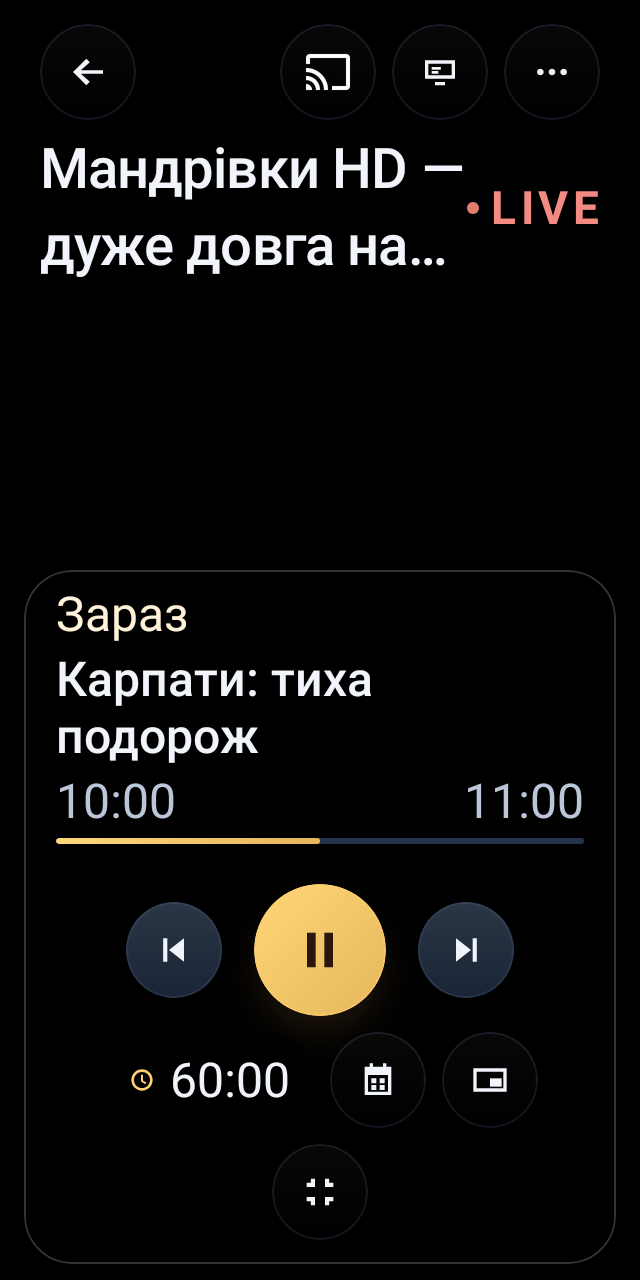 Мандрівки HD —
дуже довга на…
• LIVE
Зараз
Карпати: тиха
подорож
10:00 11:00
60:00